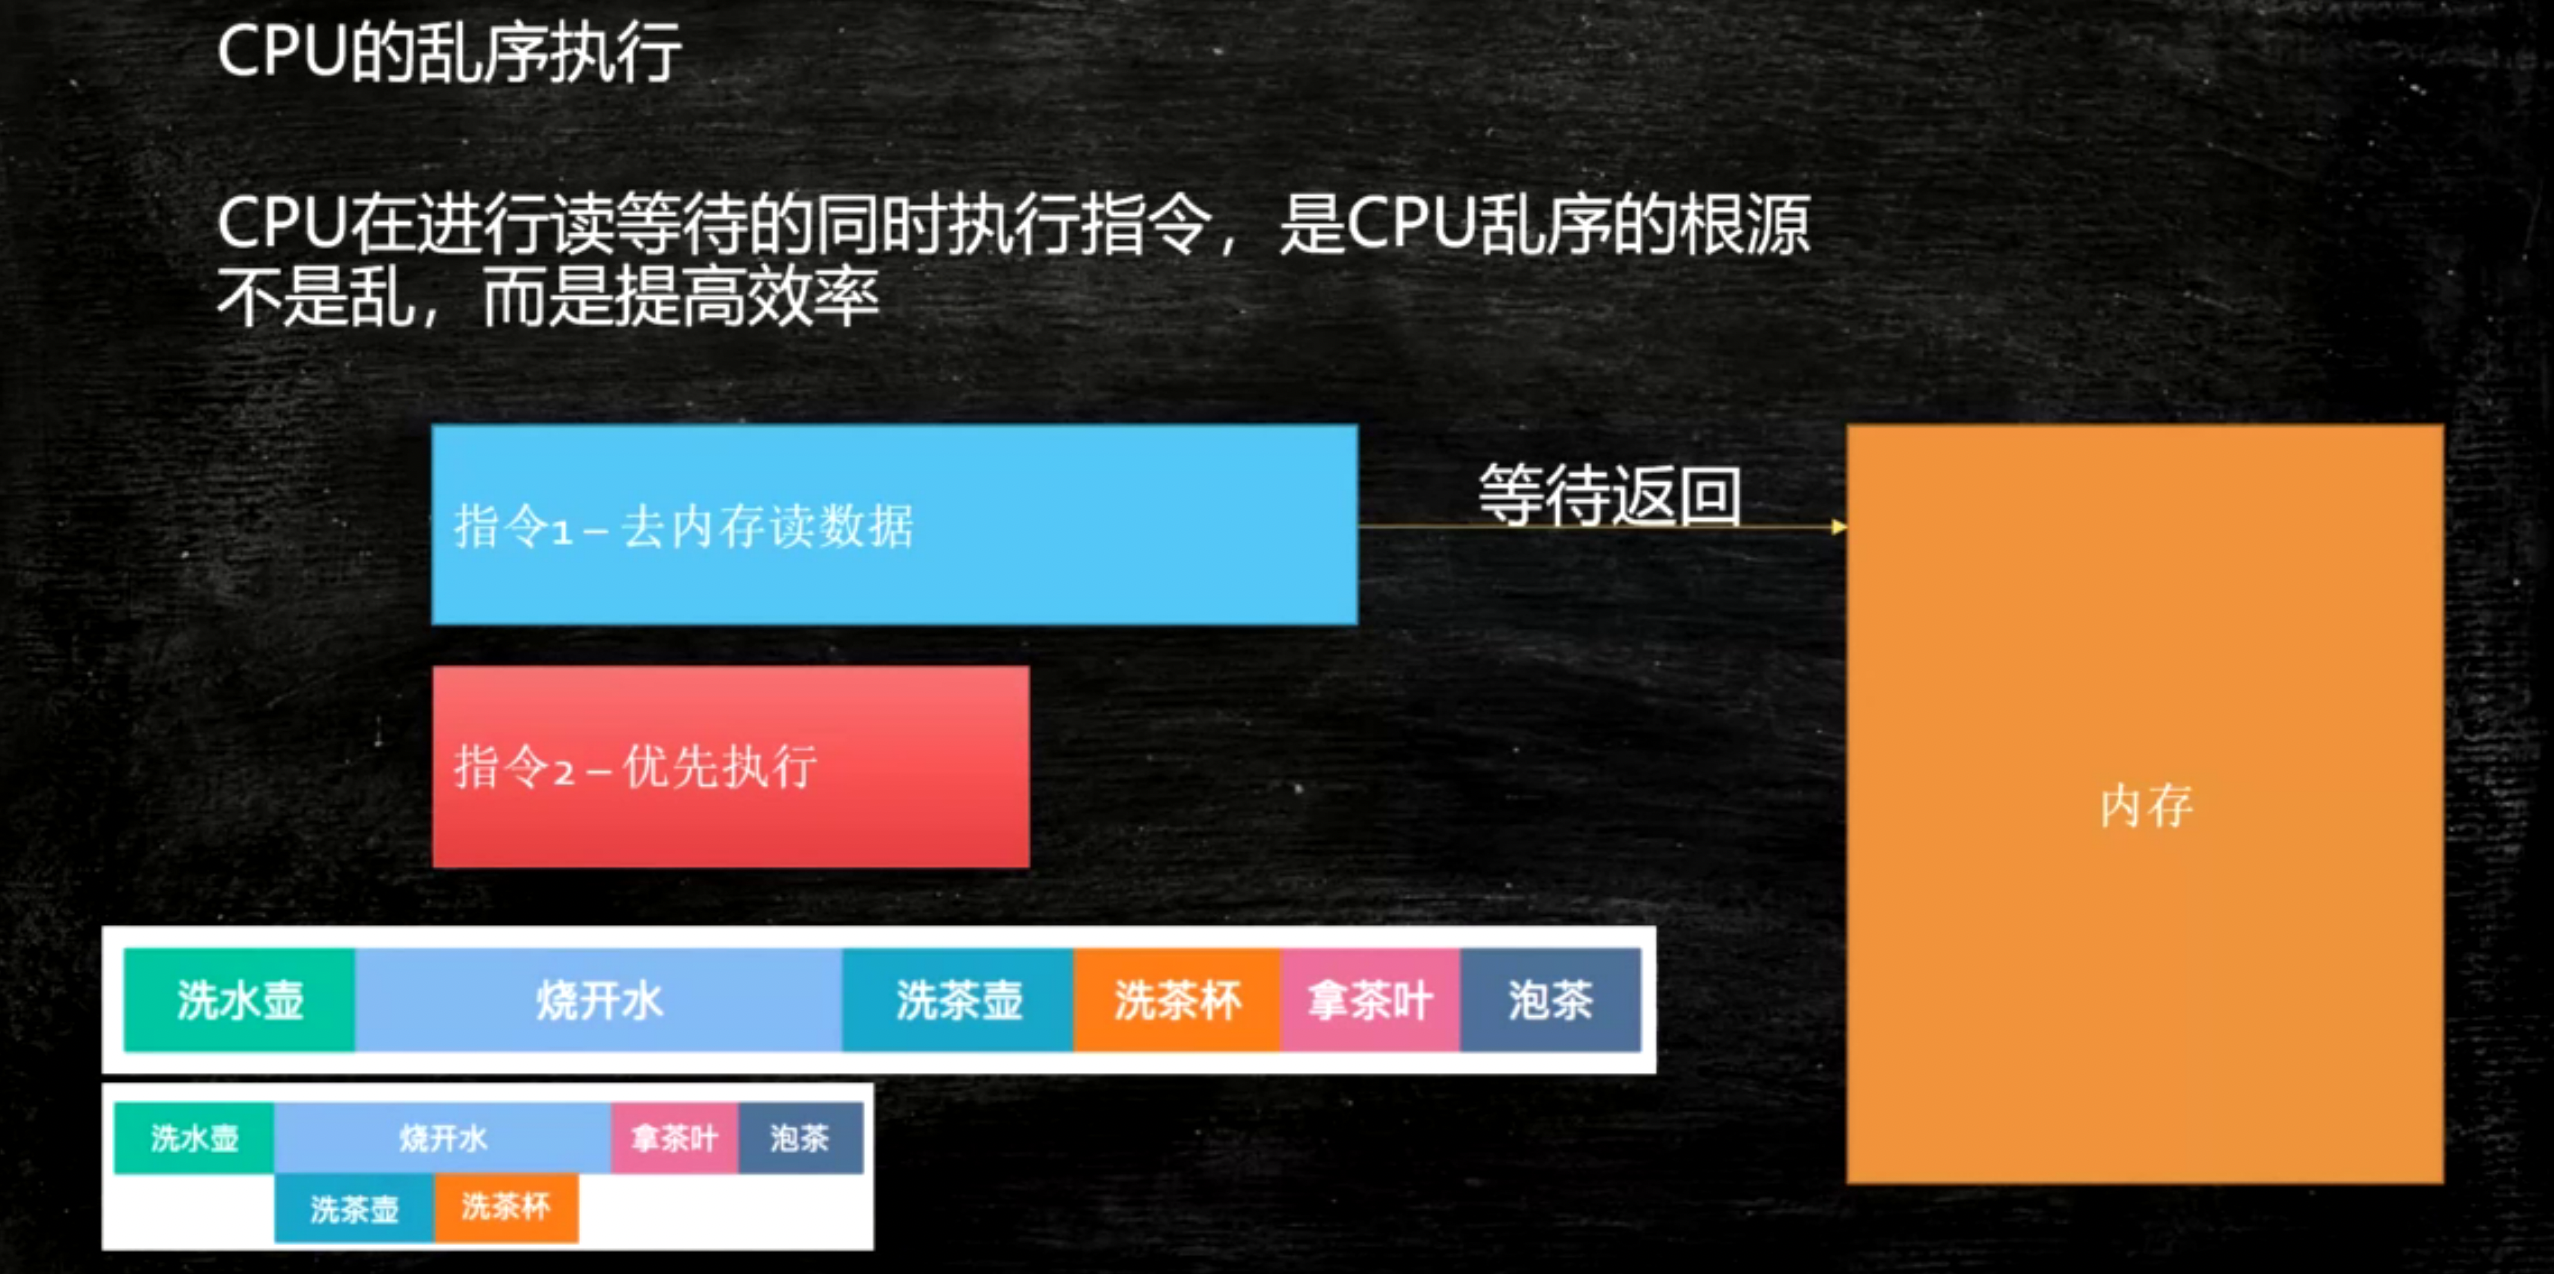 CPU的乱序执行
CPU在进行读等待的同时执行指令，是CPU乱序的根源
不是乱，而是提高效率
指令1 – 去内存读数据
等待返回
指令2 – 优先执行
内存
洗水壶 烧开水 洗茶壶 洗茶杯 拿茶叶 泡茶
洗水壶 烧开水 拿茶叶 泡茶
洗茶壶 洗茶杯